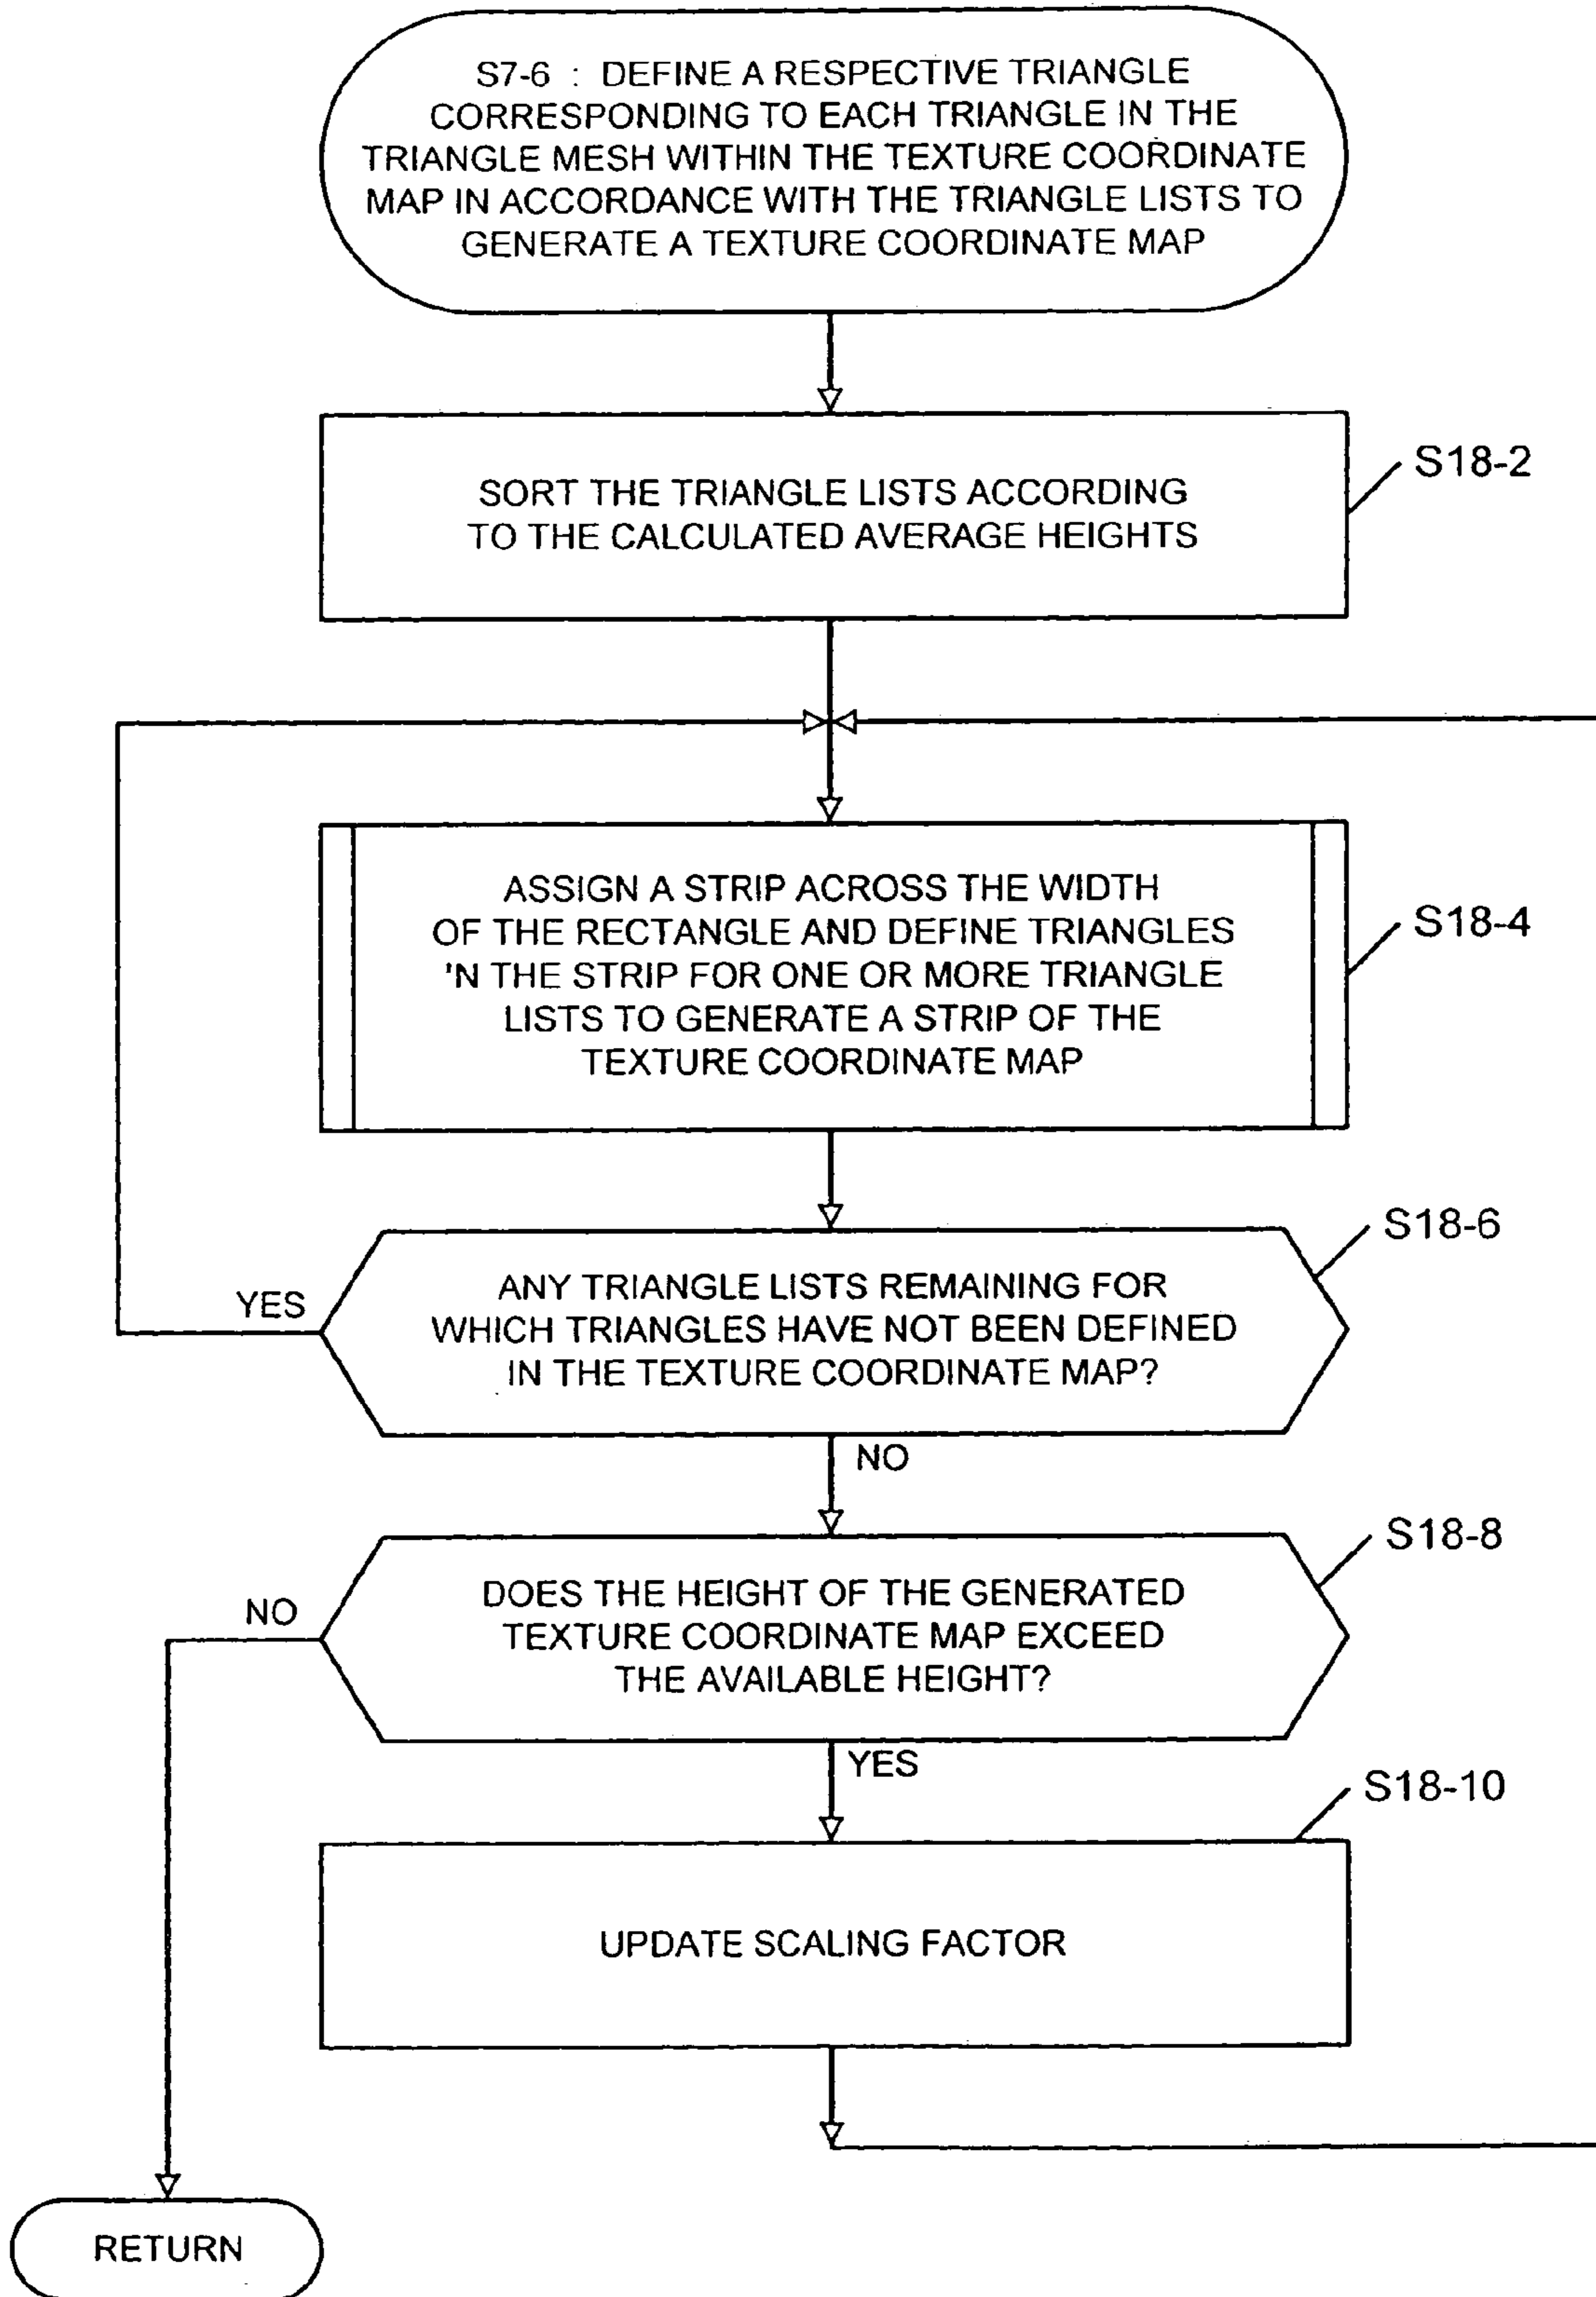 S7-6 : DEFINE A RESPECTIVE TRIANGLE
CORRESPONDING TO EACH TRIANGLE IN THE
TRIANGLE MESH WITHIN THE TEXTURE COORDINATE
MAP IN ACCORDANCE WITH THE TRIANGLE LISTS TO
GENERATE A TEXTURE COORDINATE MAP
S18-2
SORT THE TRIANGLE LISTS ACCORDING
TO THE CALCULATED AVERAGE HEIGHTS
ASSIGN A STRIP ACROSS THE WIDTH
OF THE RECTANGLE AND DEFINE TRIANGLES
'N THE STRIP FOR ONE OR MORE TRIANGLE
LISTS TO GENERATE A STRIP OF THE
TEXTURE COORDINATE MAP
S18-4
S18-6
ANY TRIANGLE LISTS REMAINING FOR
WHICH TRIANGLES HAVE NOT BEEN DEFINED
IN THE TEXTURE COORDINATE MAP?
YES
NO
S18-8
DOES THE HEIGHT OF THE GENERATED
TEXTURE COORDINATE MAP EXCEED
THE AVAILABLE HEIGHT?
NO
YES
S18-10
UPDATE SCALING FACTOR
RETURN